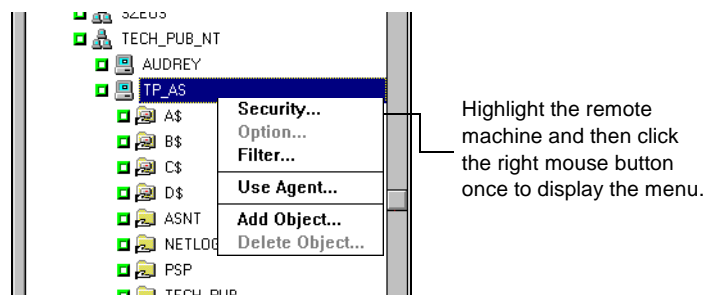 TECH_PUB_NT
AUDREY
TP_AS
A$
B$
C$
D$
ASNT
NETLOG
PSP
Security...
Option...
Filter...
Use Agent...
Add Object...
Delete Object...
Highlight the remote
machine and then click
the right mouse button
once to display the menu.